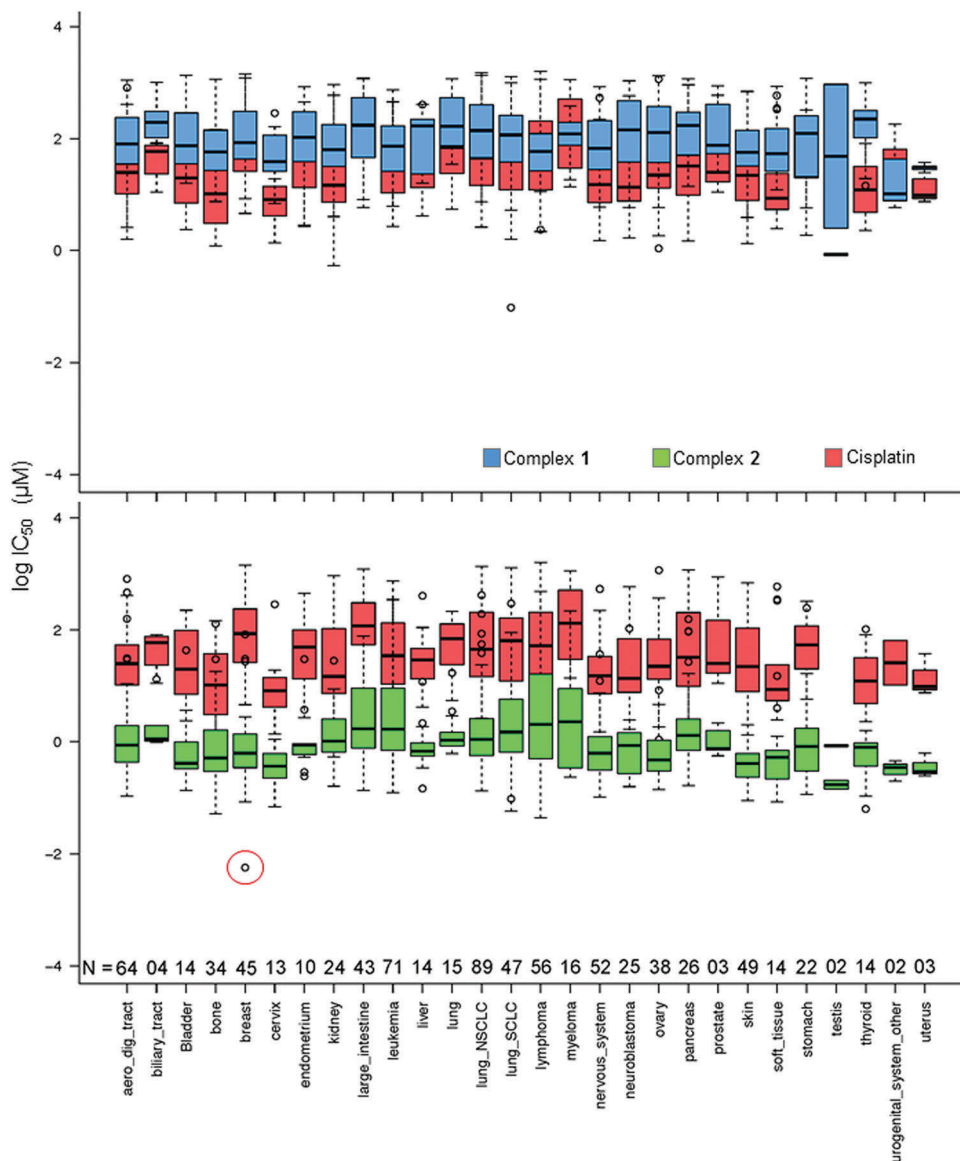 4
2
0
−2
−4
Complex 1
Complex 2
Cisplatin
log IC50 (μM)
4
2
0
−2
−4
N = 64 04 14 34 45 13 10 24 43 71 14 15 89 47 56 16 52 25 38 26 03 49 14 22 02 14 02 03
aero_dig_tract
biliary_tract
Bladder
bone
breast
cervix
endometrium
kidney
large_intestine
leukemia
liver
lung
lung_NSCLC
lung_SCLC
lymphoma
myeloma
nervous_system
neuroblastoma
ovary
pancreas
prostate
skin
soft_tissue
stomach
testis
thyroid
urogenital_system_other
uterus